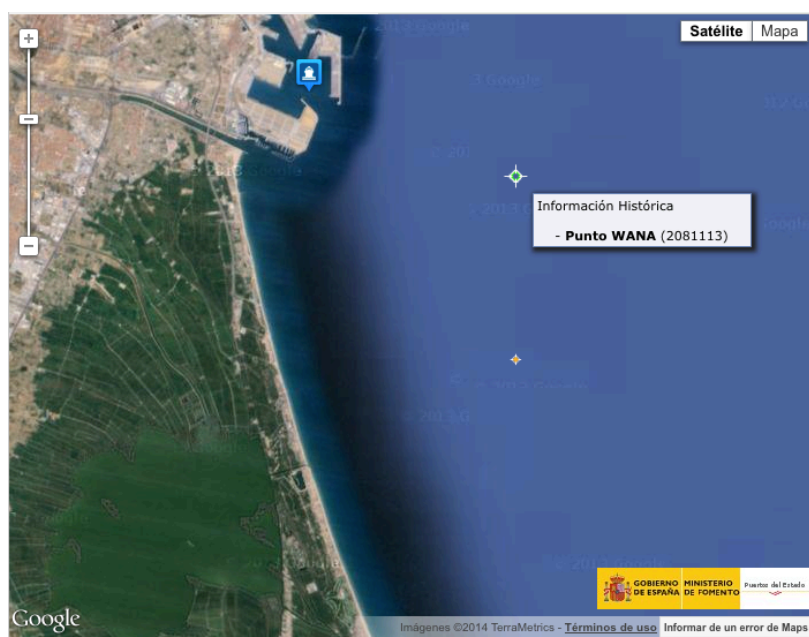 Satélite Mapa
Información Histórica
- Punto WANA (2081113)
GOBIERNO DE ESPAÑA
MINISTERIO DE FOMENTO
Puertos del Estado
Google
Imágenes ©2014 TerraMetrics - Términos de uso
Informar de un error de Maps